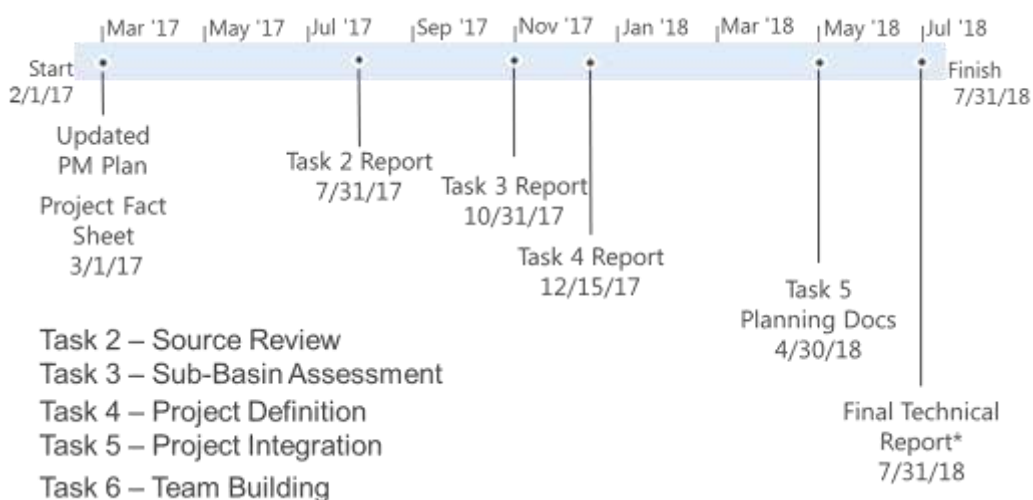 Mar '17
May '17
Jul '17
Sep '17
Nov '17
Jan '18
Mar '18
May '18
Jul '18
Start
2/1/17
Finish
7/31/18
Updated
PM Plan
Project Fact
Sheet
3/1/17
Task 2 Report
7/31/17
Task 3 Report
10/31/17
Task 4 Report
12/15/17
Task 5
Planning Docs
4/30/18
Final Technical
Report*
7/31/18
Task 2 – Source Review
Task 3 – Sub-Basin Assessment
Task 4 – Project Definition
Task 5 – Project Integration
Task 6 – Team Building